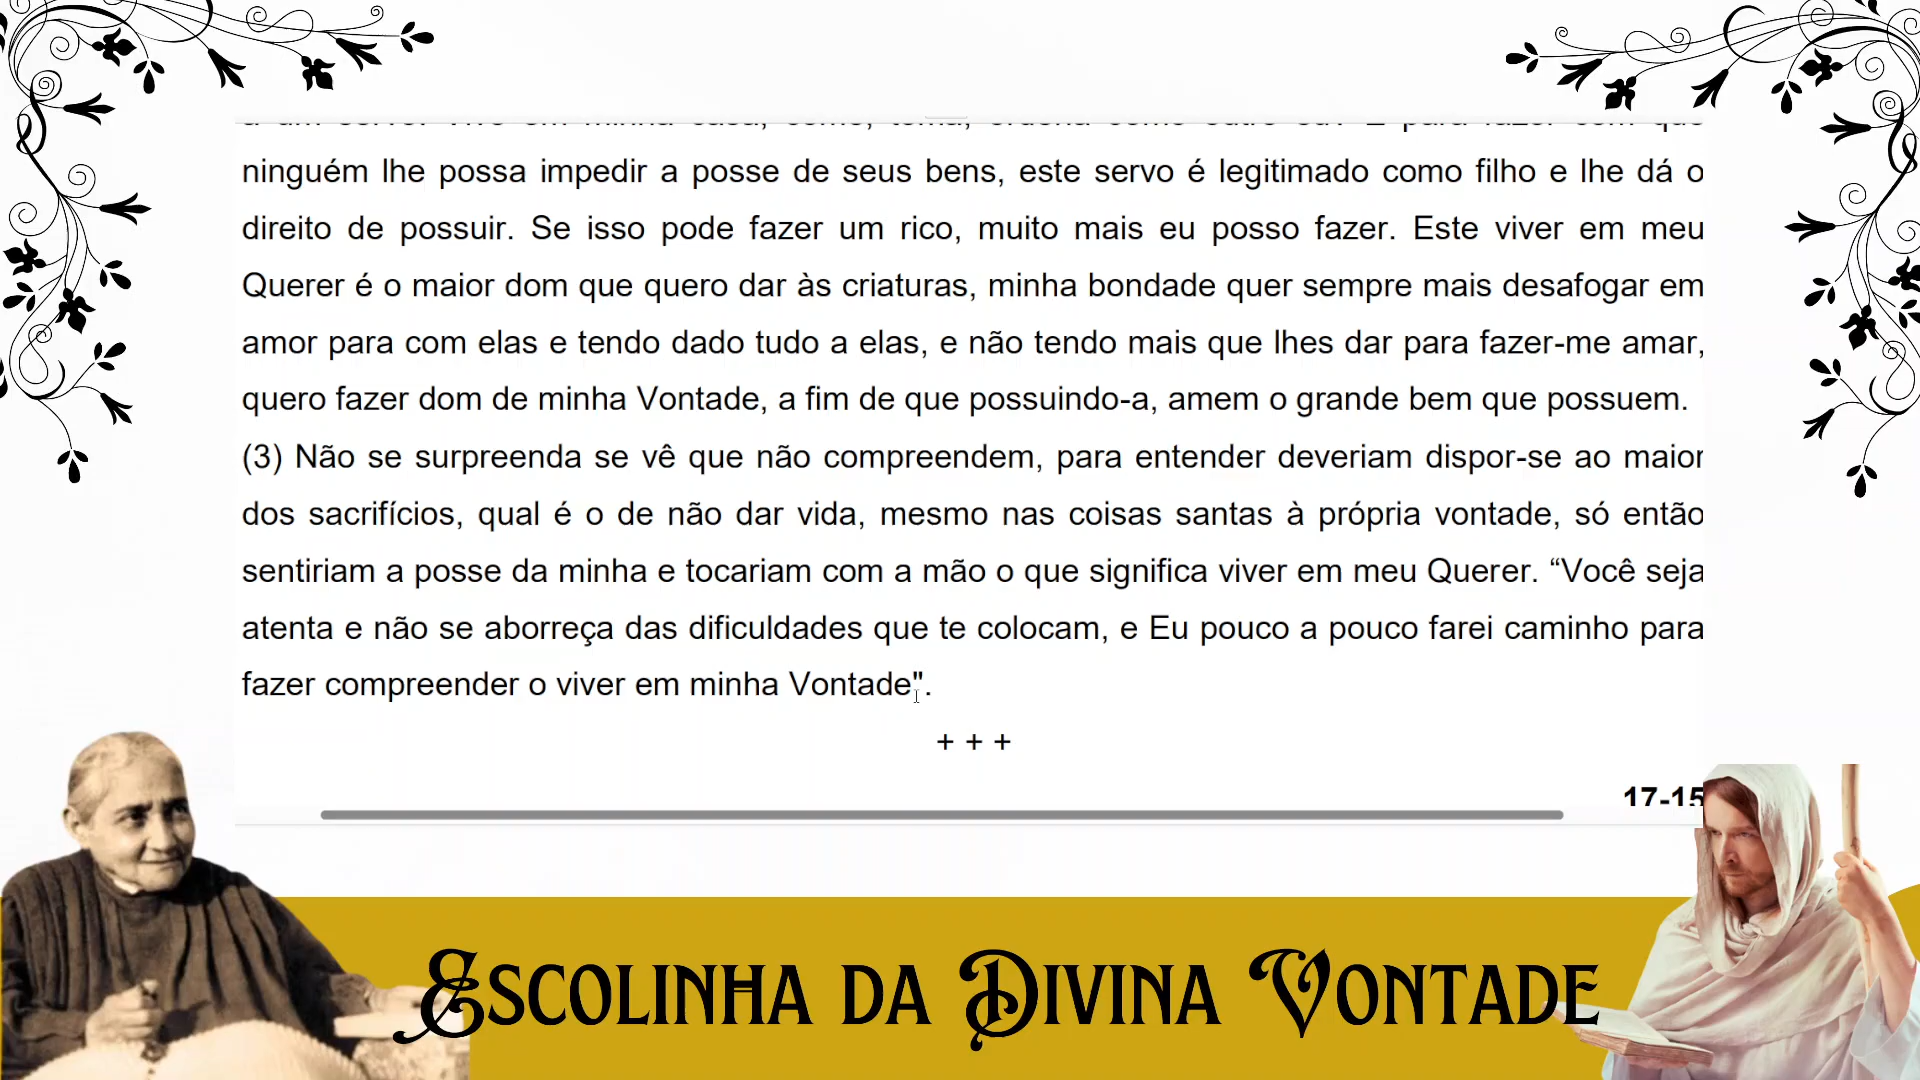 ninguém lhe possa impedir a posse de seus bens, este servo é legitimado como filho e lhe dá o
direito de possuir. Se isso pode fazer um rico, muito mais eu posso fazer. Este viver em meu
Querer é o maior dom que quero dar às criaturas, minha bondade quer sempre mais desafogar em
amor para com elas e tendo dado tudo a elas, e não tendo mais que lhes dar para fazer-me amar,
quero fazer dom de minha Vontade, a fim de que possuindo-a, amem o grande bem que possuem.
(3) Não se surpreenda se vê que não compreendem, para entender deveriam dispor-se ao maior
dos sacrifícios, qual é o de não dar vida, mesmo nas coisas santas à própria vontade, só então
sentiriam a posse da minha e tocariam com a mão o que significa viver em meu Querer. “Você seja
atenta e não se aborreça das dificuldades que te colocam, e Eu pouco a pouco farei caminho para
fazer compreender o viver em minha Vontade".
+ + +
17-15
Escolinha da Divina Vontade